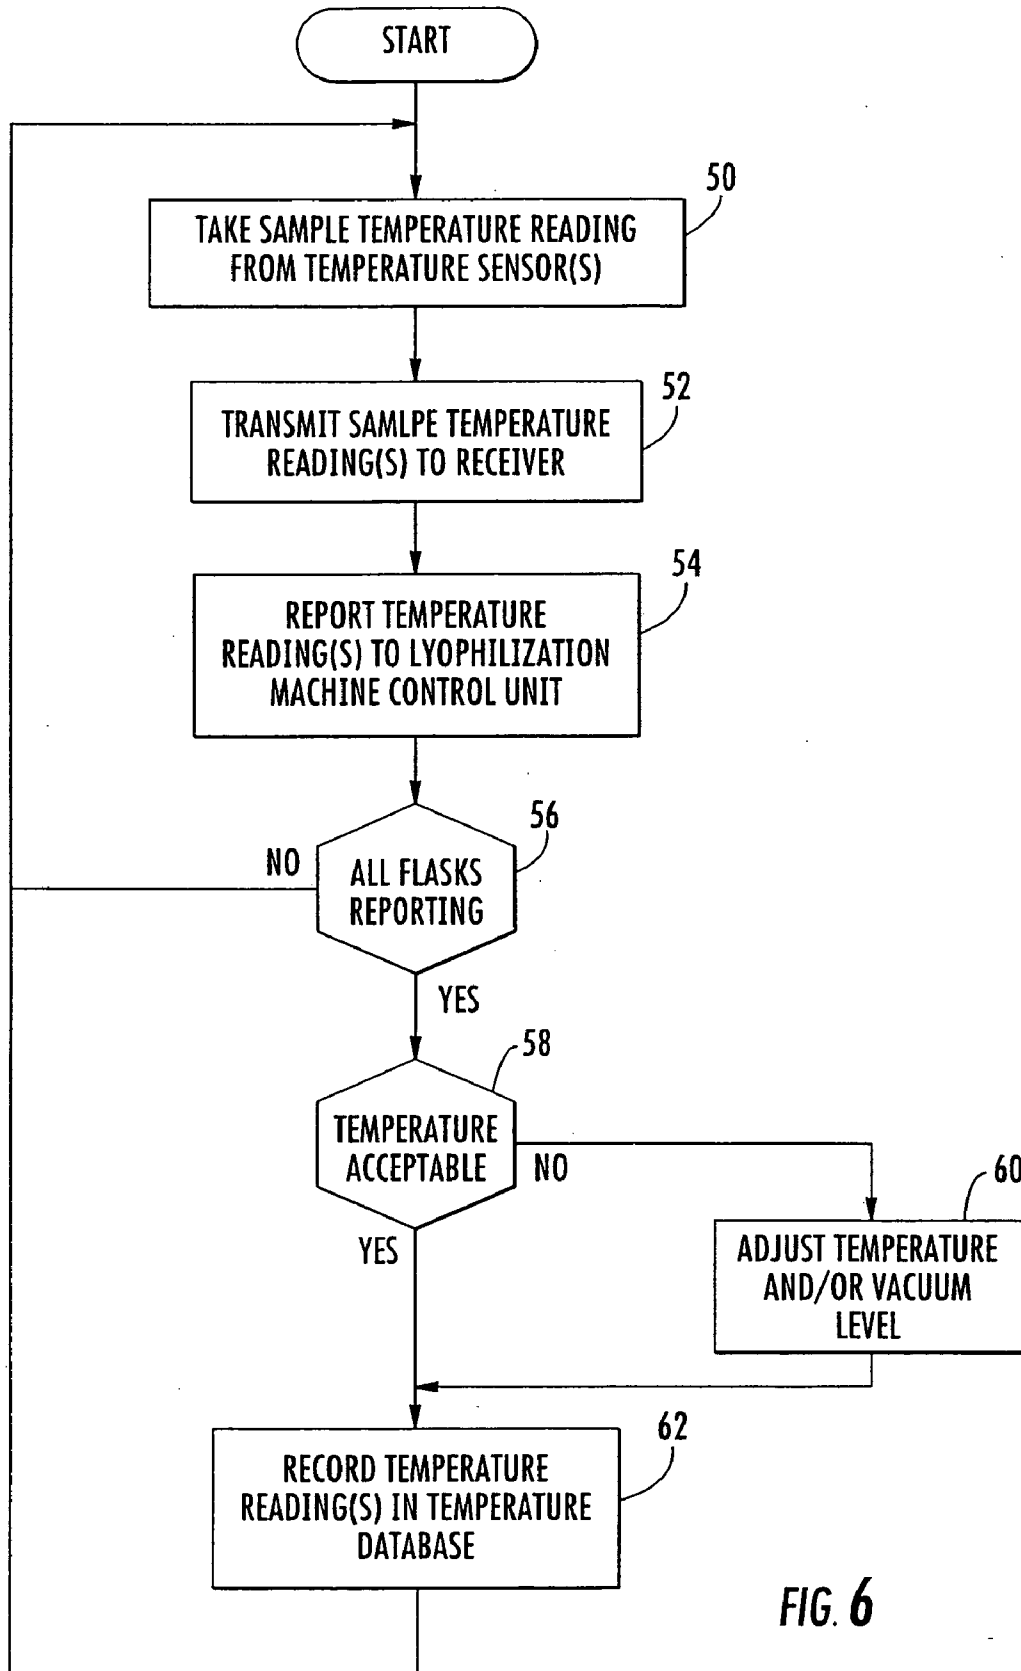 START
50
TAKE SAMPLE TEMPERATURE READING
FROM TEMPERATURE SENSOR(S)
52
TRANSMIT SAMLPE TEMPERATURE
READING(S) TO RECEIVER
54
REPORT TEMPERATURE
READING(S) TO LYOPHILIZATION
MACHINE CONTROL UNIT
56
NO
ALL FLASKS
REPORTING
YES
58
TEMPERATURE
ACCEPTABLE
NO
60
YES
ADJUST TEMPERATURE
AND/OR VACUUM
LEVEL
62
RECORD TEMPERATURE
READING(S) IN TEMPERATURE
DATABASE
FIG. 6